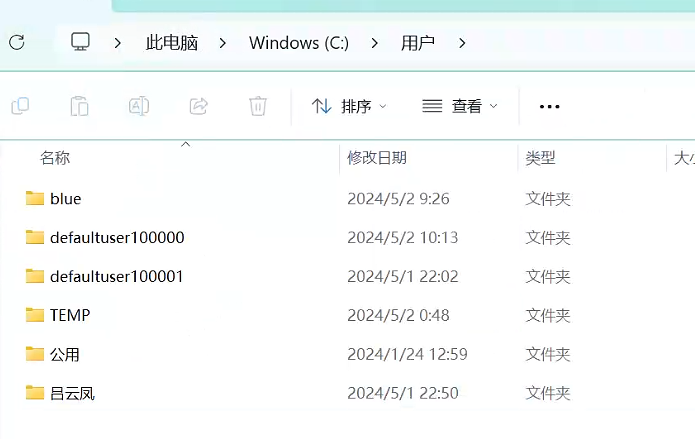 此电脑 > Windows (C:) > 用户 >
排序 查看 ...
名称 修改日期 类型 大小
blue 2024/5/2 9:26 文件夹
defaultuser100000 2024/5/2 10:13 文件夹
defaultuser100001 2024/5/1 22:02 文件夹
TEMP 2024/5/2 0:48 文件夹
公用 2024/1/24 12:59 文件夹
吕云凤 2024/5/1 22:50 文件夹